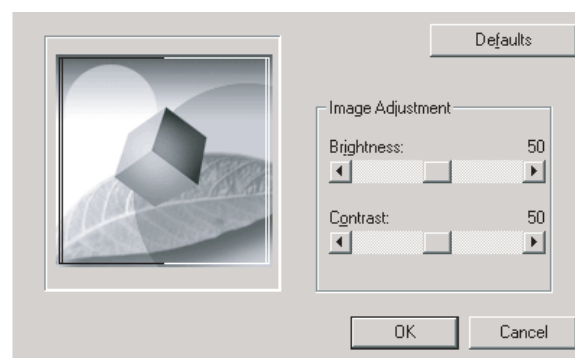 Defaults
Image Adjustment
Brightness: 50
Contrast: 50
OK Cancel